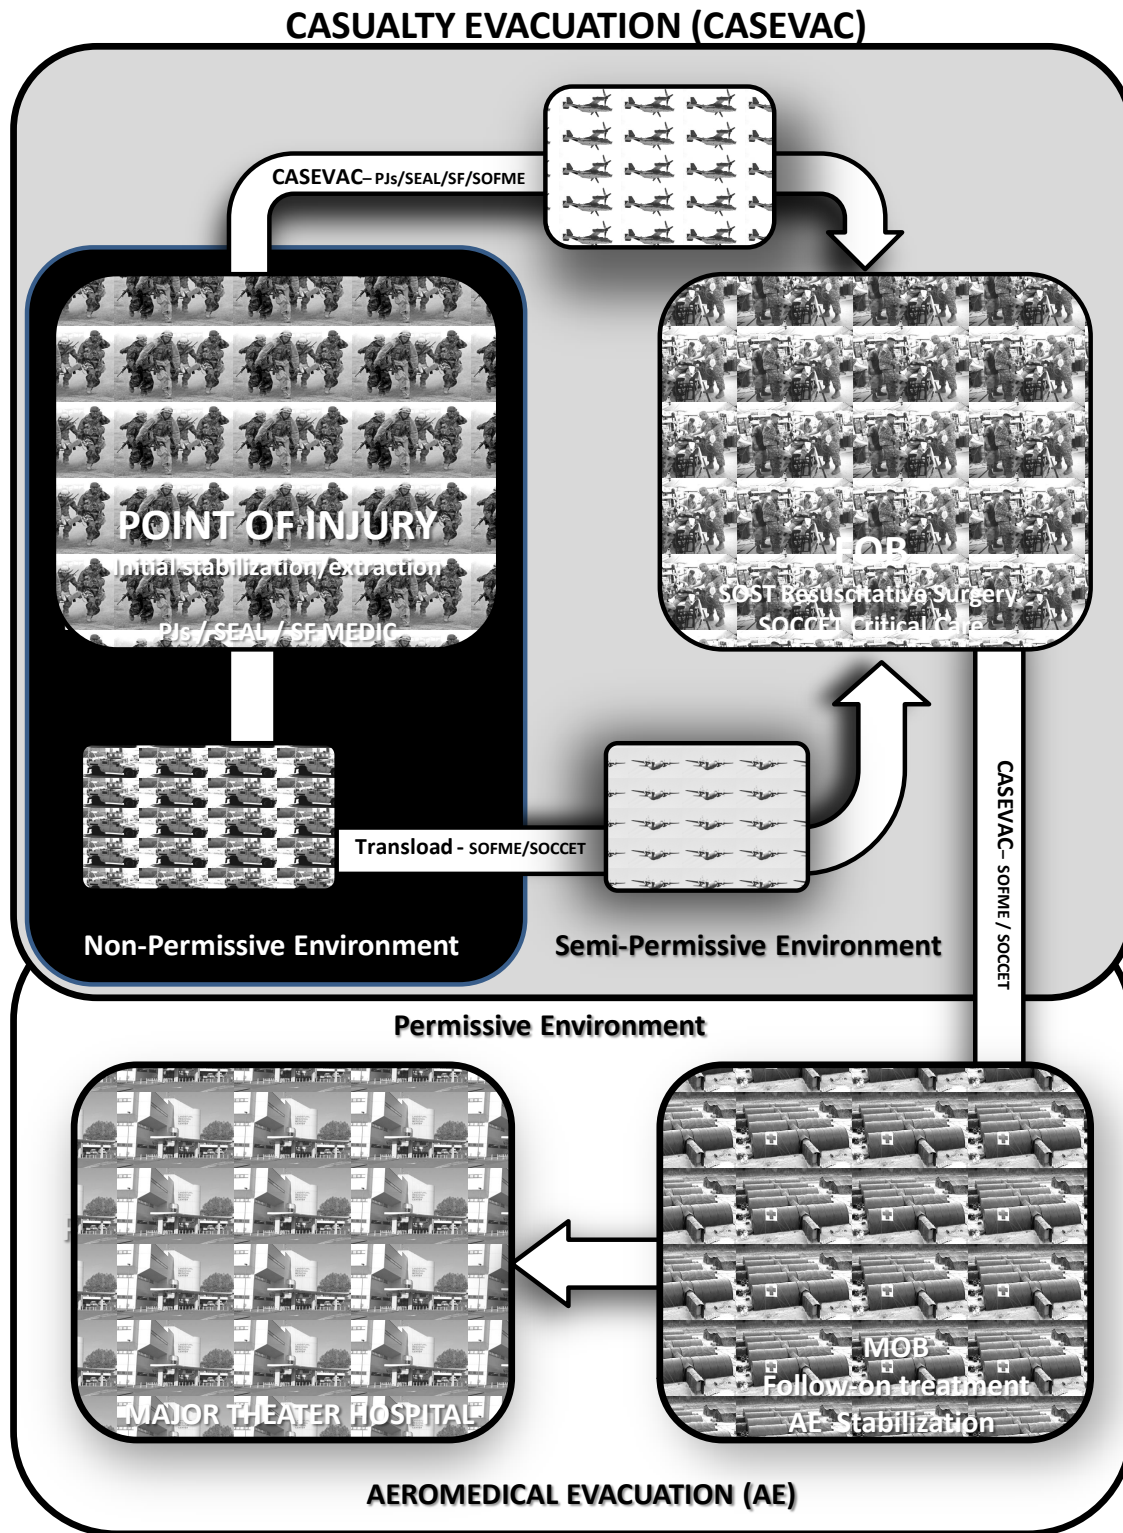 CASUALTY EVACUATION (CASEVAC)
CASEVAC– PJs/SEAL/SF/SOFME
POINT OF INJURY
Initial stabilization/extraction
PJs / SEAL / SF MEDIC
FOB
SOST Resuscitative Surgery.
SOCCET Critical Care
Transload - SOFME/SOCCET
CASEVAC– SOFME / SOCCET
Non-Permissive Environment
Semi-Permissive Environment
Permissive Environment
MAJOR THEATER HOSPITAL
MOB
Follow-on treatment
AE Stabilization
AEROMEDICAL EVACUATION (AE)